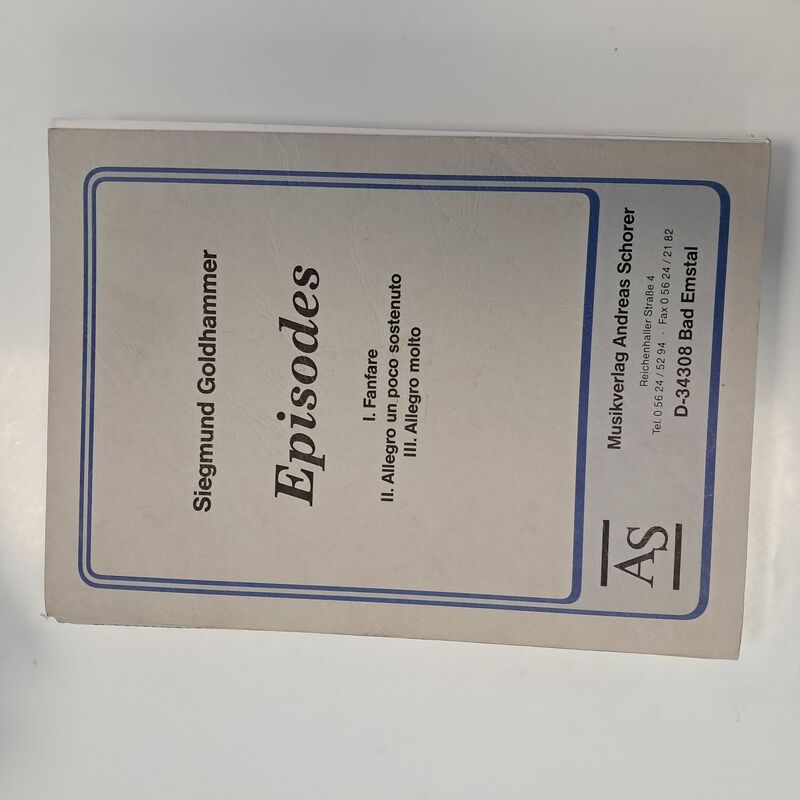 Siegmund Goldhammer
Episodes
I. Fanfare
II. Allegro un poco sostenuto
III. Allegro molto
AS
Musikverlag Andreas Schorer
Reichenhaller Straße 4
Tel. 0 56 24 / 52 94 · Fax 0 56 24 / 21 82
D-34308 Bad Emstal